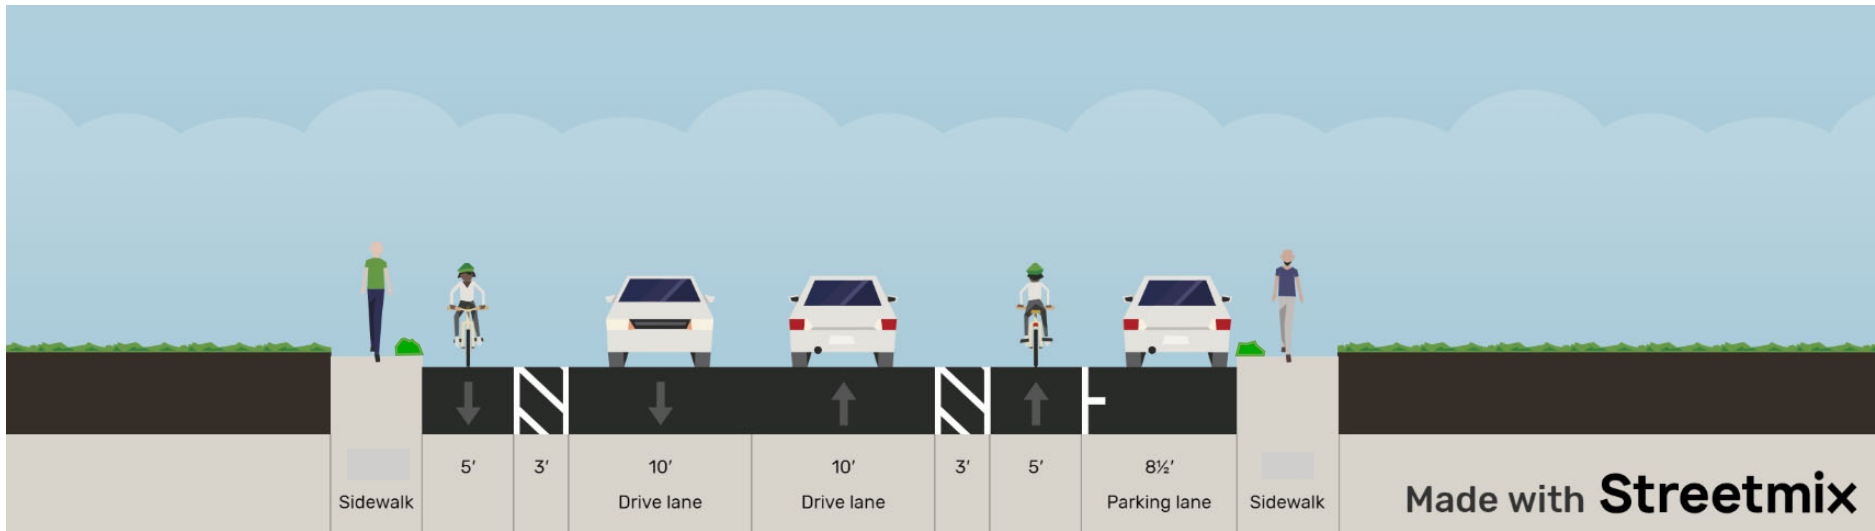 5' 3' 10' 10' 3' 5' 8½'
Sidewalk Drive lane Drive lane Parking lane Sidewalk
Made with Streetmix